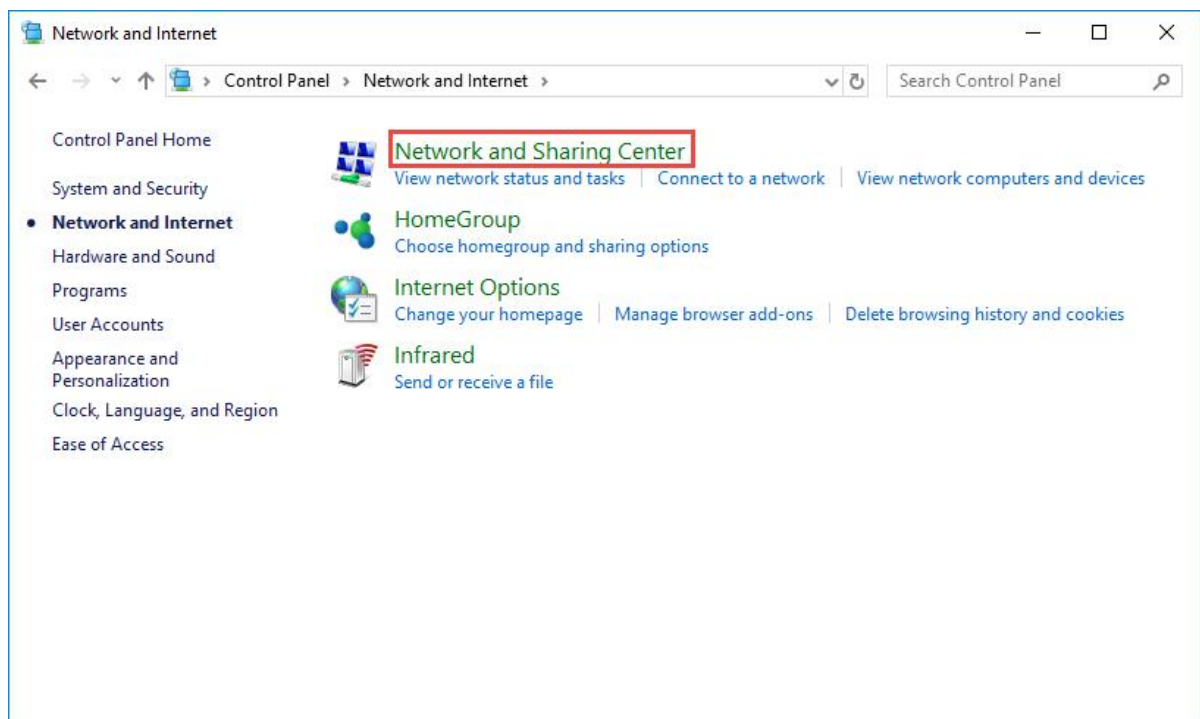 Network and Internet
Control Panel > Network and Internet >
Search Control Panel
Control Panel Home
System and Security
Network and Internet
Hardware and Sound
Programs
User Accounts
Appearance and
Personalization
Clock, Language, and Region
Ease of Access
Network and Sharing Center
View network status and tasks | Connect to a network | View network computers and devices
HomeGroup
Choose homegroup and sharing options
Internet Options
Change your homepage | Manage browser add-ons | Delete browsing history and cookies
Infrared
Send or receive a file